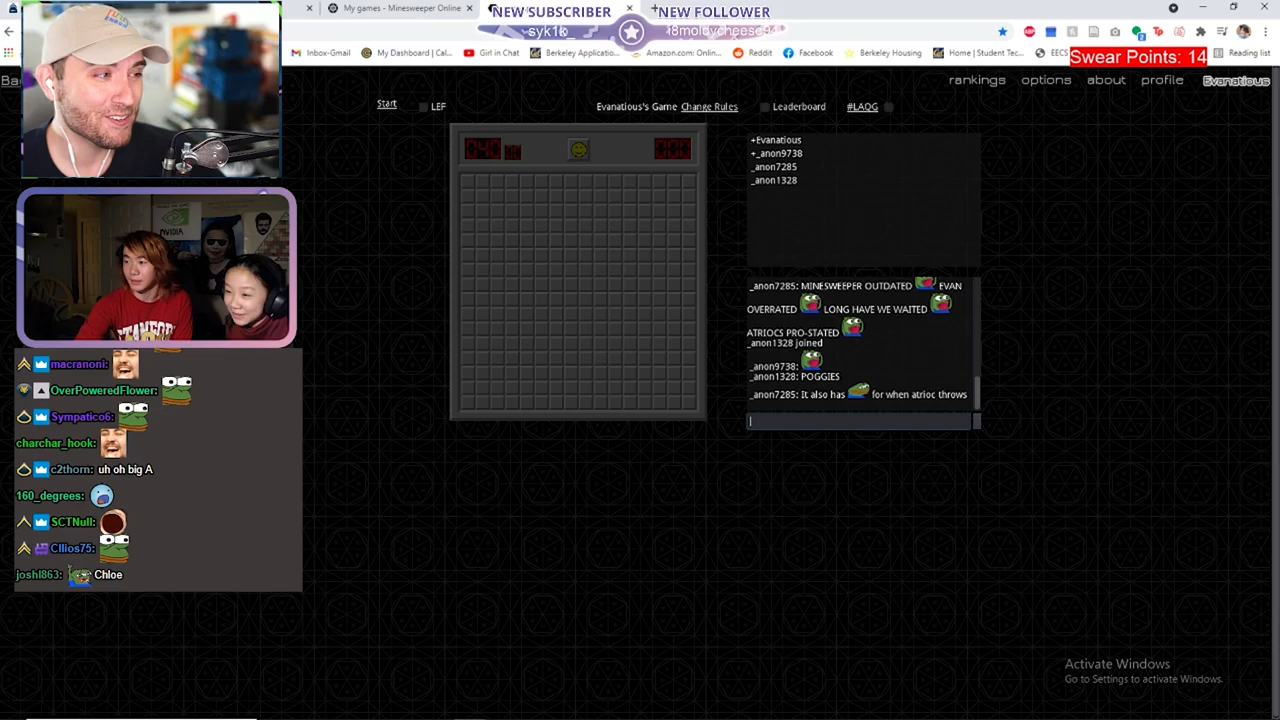 My games - Minesweeper Online
NEW SUBSCRIBER
syk1k_
NEW FOLLOWER
Inbox-Gmail
My Dashboard | Cal...
Girl in Chat
Berkeley Applicatio...
Amazon.com: Onlin...
Reddit
Facebook
Berkeley Housing
Home | Student Tec...
Reading list
Swear Points: 14
Ba
rankings
options
about
profile
Evanatious
Start
LEF
Evanatious's Game
Change Rules
Leaderboard
#LAQG
040
000
+Evanatious
+_anon9738
_anon7285
_anon1328
_anon7285: MINESWEEPER OUTDATED EVAN
OVERRATED LONG HAVE WE WAITED
ATRIOCS PRO-STATED
_anon1328 joined
_anon9738:
_anon1328: POGGIES
_anon7285: It also has for when atrioc throws
NVIDIA
macranoni:
OverPoweredFlower:
Sympatico6:
charchar_hook:
c2thorn: uh oh big A
160_degrees:
SCTNull:
Cllios75:
joshl863: Chloe
Activate Windows
Go to Settings to activate Windows.